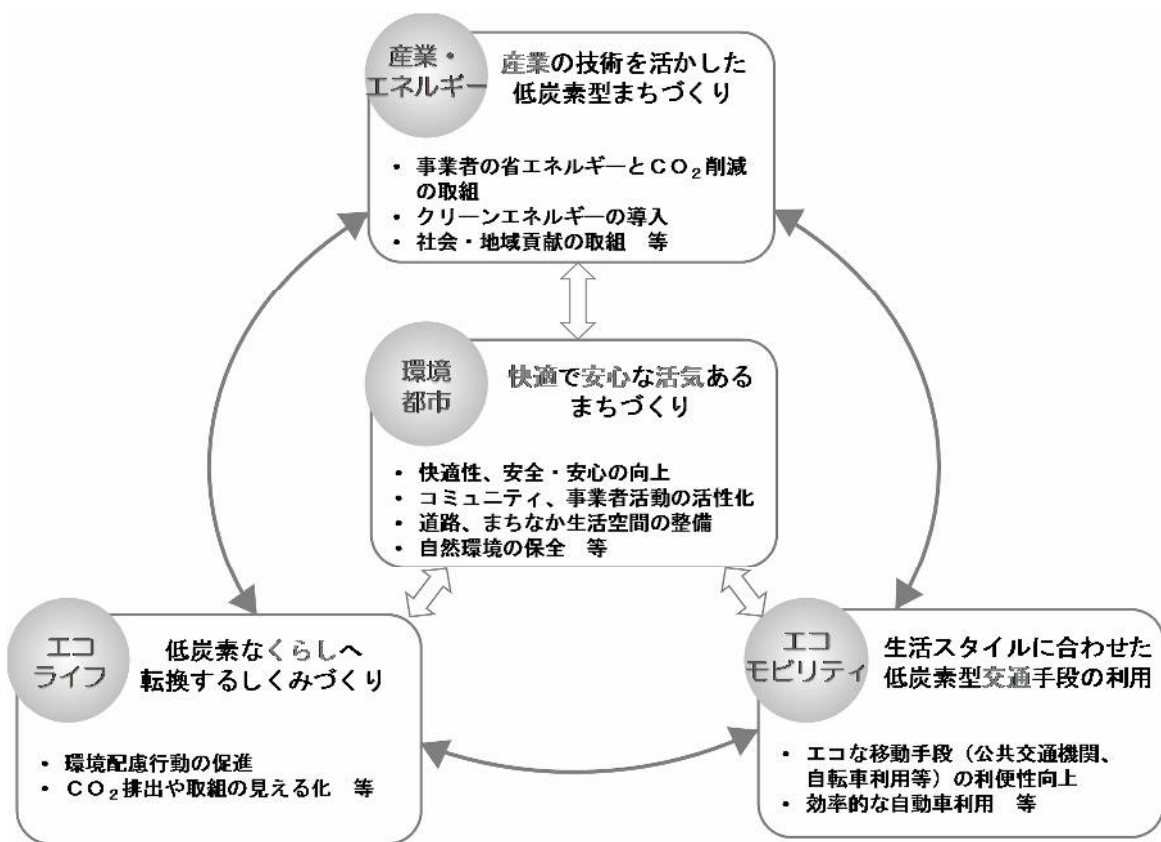 産業・
エネルギー
産業の技術を活かした
低炭素型まちづくり
・ 事業者の省エネルギーとCO₂削減
の取組
・ クリーンエネルギーの導入
・ 社会・地域貢献の取組　等
環境
都市
快適で安心な活気ある
まちづくり
・ 快適性、安全・安心の向上
・ コミュニティ、事業者活動の活性化
・ 道路、まちなか生活空間の整備
・ 自然環境の保全　等
エコ
ライフ
低炭素なくらしへ
転換するしくみづくり
・ 環境配慮行動の促進
・ CO₂排出や取組の見える化　等
エコ
モビリティ
生活スタイルに合わせた
低炭素型交通手段の利用
・ エコな移動手段（公共交通機関、
自転車利用等）の利便性向上
・ 効率的な自動車利用　等